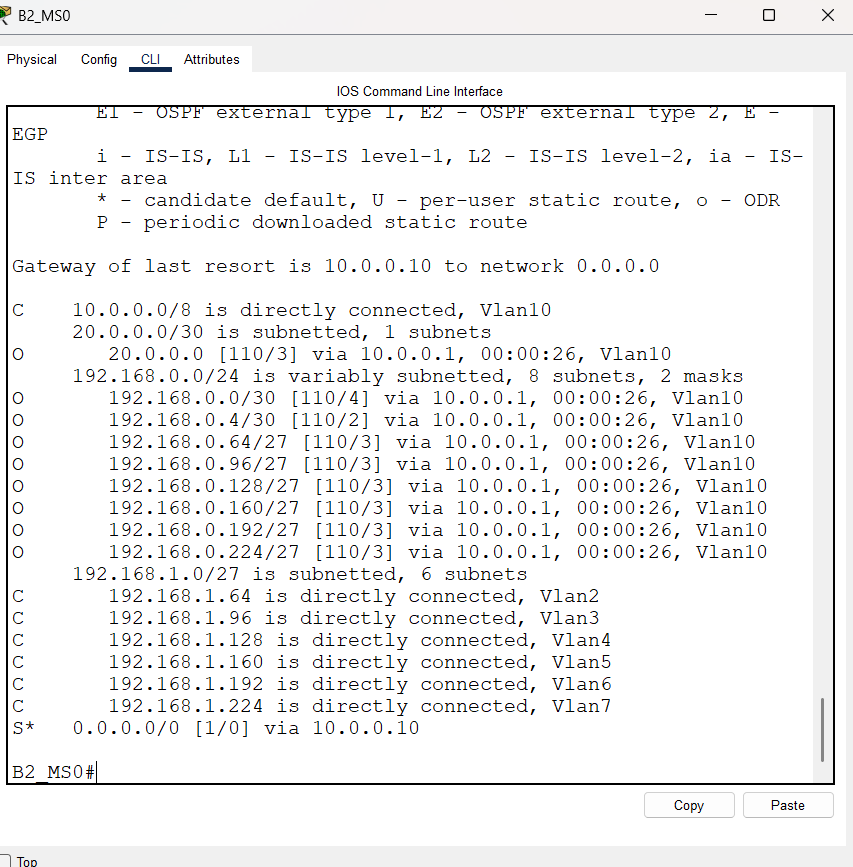 B2_MS0
Physical Config CLI Attributes
IOS Command Line Interface
E1 - OSPF external type 1, E2 - OSPF external type 2, E -
EGP
i - IS-IS, L1 - IS-IS level-1, L2 - IS-IS level-2, ia - IS-
IS inter area
* - candidate default, U - per-user static route, o - ODR
P - periodic downloaded static route
Gateway of last resort is 10.0.0.10 to network 0.0.0.0
C 10.0.0.0/8 is directly connected, Vlan10
20.0.0.0/30 is subnetted, 1 subnets
O 20.0.0.0 [110/3] via 10.0.0.1, 00:00:26, Vlan10
192.168.0.0/24 is variably subnetted, 8 subnets, 2 masks
O 192.168.0.0/30 [110/4] via 10.0.0.1, 00:00:26, Vlan10
O 192.168.0.4/30 [110/2] via 10.0.0.1, 00:00:26, Vlan10
O 192.168.0.64/27 [110/3] via 10.0.0.1, 00:00:26, Vlan10
O 192.168.0.96/27 [110/3] via 10.0.0.1, 00:00:26, Vlan10
O 192.168.0.128/27 [110/3] via 10.0.0.1, 00:00:26, Vlan10
O 192.168.0.160/27 [110/3] via 10.0.0.1, 00:00:26, Vlan10
O 192.168.0.192/27 [110/3] via 10.0.0.1, 00:00:26, Vlan10
O 192.168.0.224/27 [110/3] via 10.0.0.1, 00:00:26, Vlan10
192.168.1.0/27 is subnetted, 6 subnets
C 192.168.1.64 is directly connected, Vlan2
C 192.168.1.96 is directly connected, Vlan3
C 192.168.1.128 is directly connected, Vlan4
C 192.168.1.160 is directly connected, Vlan5
C 192.168.1.192 is directly connected, Vlan6
C 192.168.1.224 is directly connected, Vlan7
S* 0.0.0.0/0 [1/0] via 10.0.0.10
B2_MS0#
Copy Paste
Top